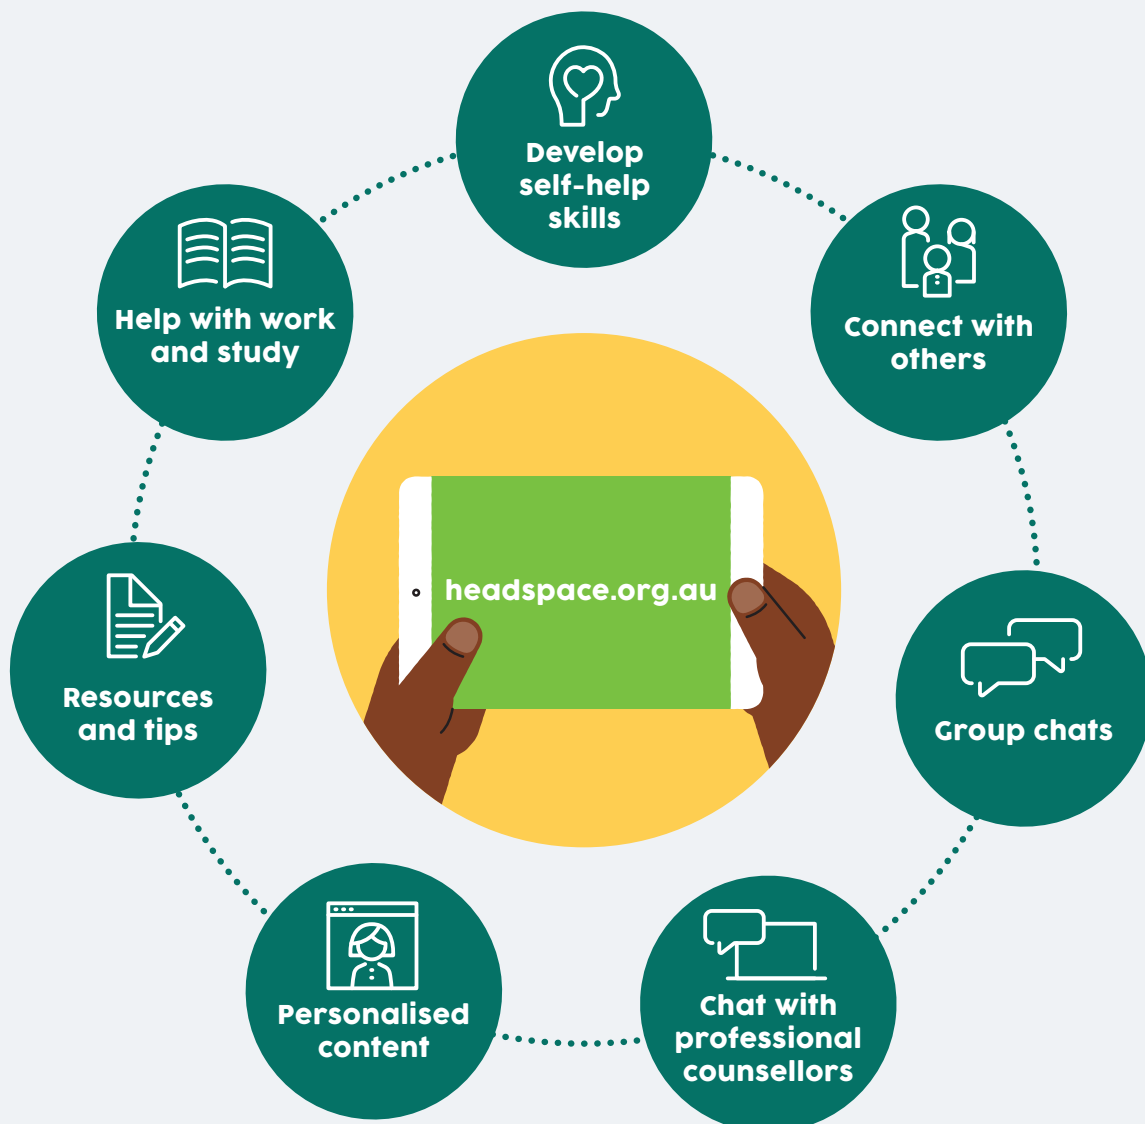 Develop
self-help
skills
Help with work
and study
Connect with
others
headspace.org.au
Resources
and tips
Group chats
Personalised
content
Chat with
professional
counsellors